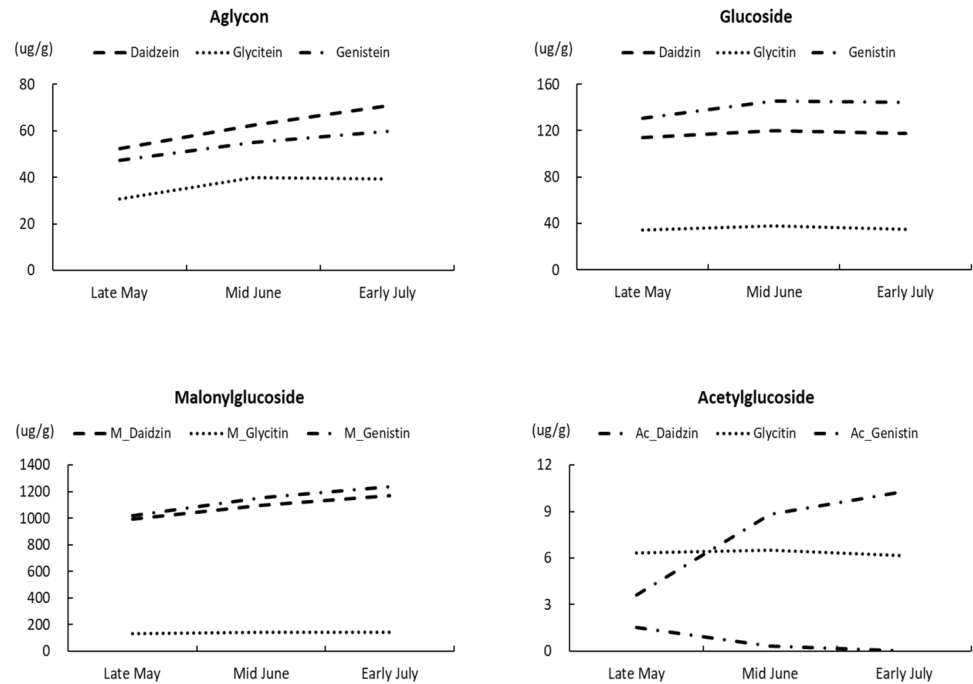 Aglycon
(ug/g)
Daidzein Glycitein Genistein
80
60
40
20
0
Late May Mid June Early July
Glucoside
(ug/g)
Daidzin Glycitin Genistin
160
120
80
40
0
Late May Mid June Early July
Malonylglucoside
(ug/g)
M_Daidzin M_Glycitin M_Genistin
1400
1200
1000
800
600
400
200
0
Late May Mid June Early July
Acetylglucoside
(ug/g)
Ac_Daidzin Glycitin Ac_Genistin
12
9
6
3
0
Late May Mid June Early July